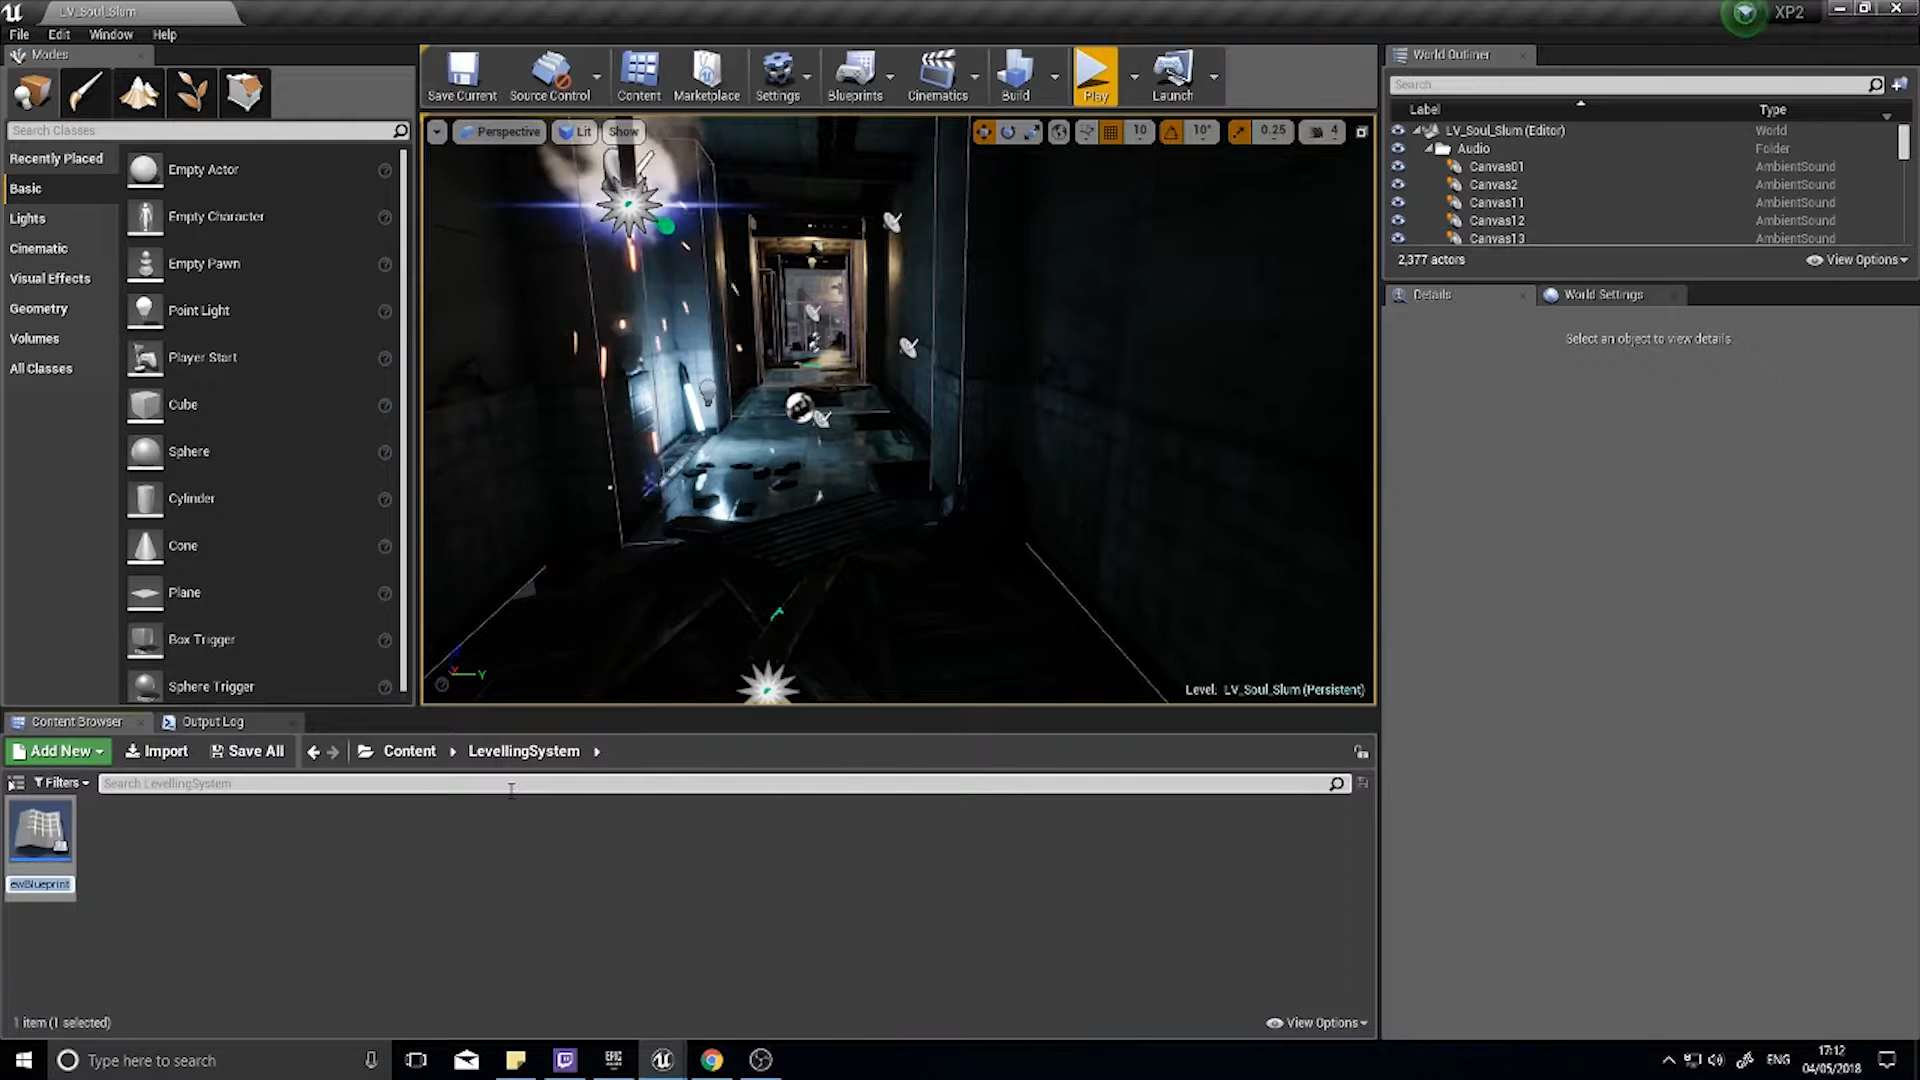 LV_Soul_Slum
XP2
File Edit Window Help
Modes
Search Classes
Recently Placed
Basic
Lights
Cinematic
Visual Effects
Geometry
Volumes
All Classes
Empty Actor
Empty Character
Empty Pawn
Point Light
Player Start
Cube
Sphere
Cylinder
Cone
Plane
Box Trigger
Sphere Trigger
Save Current Source Control Content Marketplace Settings Blueprints Cinematics Build Play Launch
Perspective Lit Show
10 10° 0.25 4
X Y
Level: LV_Soul_Slum (Persistent)
World Outliner
Search
Label Type
LV_Soul_Slum (Editor) World
Audio Folder
Canvas01 AmbientSound
Canvas2 AmbientSound
Canvas11 AmbientSound
Canvas12 AmbientSound
Canvas13 AmbientSound
2,377 actors View Options
Details World Settings
Select an object to view details.
Content Browser Output Log
Add New Import Save All Content LevellingSystem
Filters Search LevellingSystem
ewBlueprint
1 item (1 selected) View Options
Type here to search
EPIC GAMES
ENG
17:12
04/05/2018